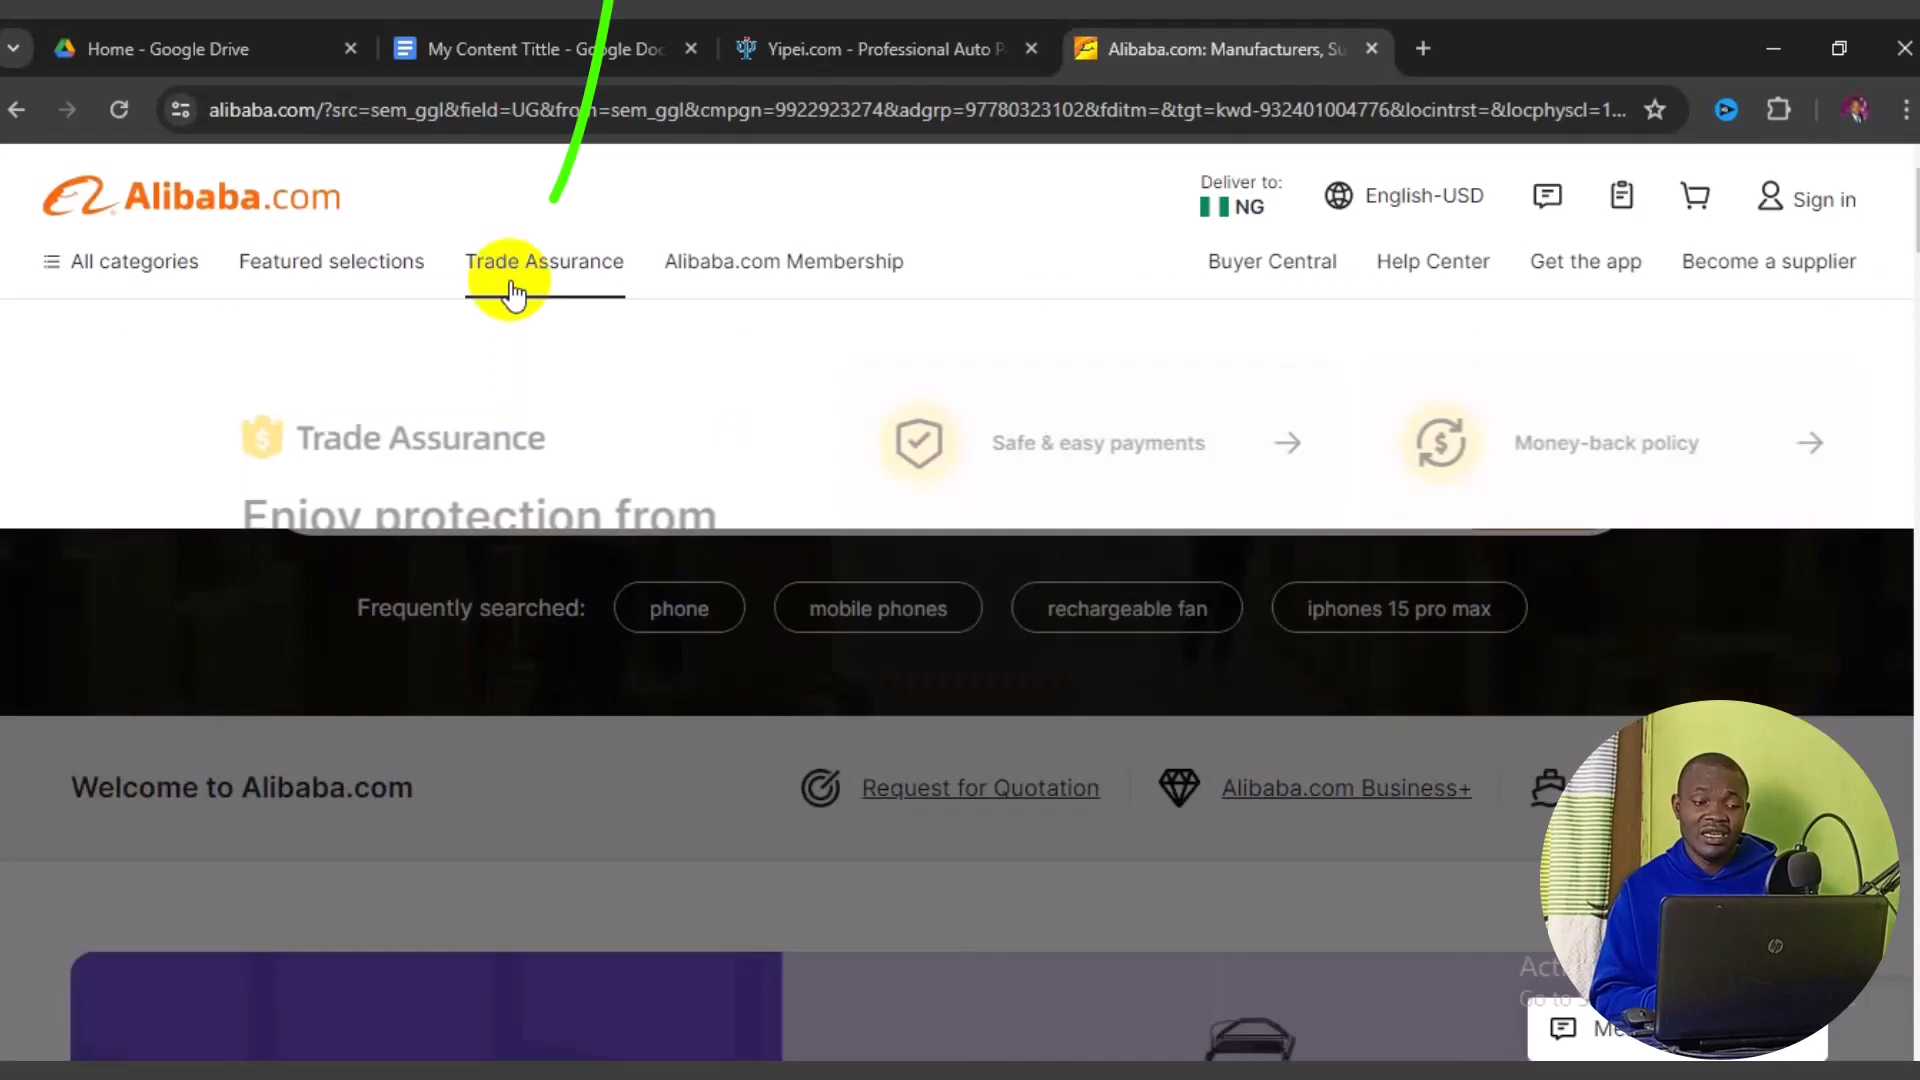 Home - Google Drive
My Content Tittle - Google Doc
Yipei.com - Professional Auto P
Alibaba.com: Manufacturers, Su
alibaba.com/?src=sem_ggl&field=UG&from=sem_ggl&cmpgn=9922923274&adgrp=97780323102&fditm=&tgt=kwd-932401004776&locintrst=&locphyscl=1...
Alibaba.com
Deliver to:
NG
English-USD
Sign in
All categories
Featured selections
Trade Assurance
Alibaba.com Membership
Buyer Central
Help Center
Get the app
Become a supplier
Trade Assurance
Safe & easy payments
Money-back policy
Enjoy protection from
Frequently searched:
phone
mobile phones
rechargeable fan
iphones 15 pro max
Welcome to Alibaba.com
Request for Quotation
Alibaba.com Business+
Go to
hp